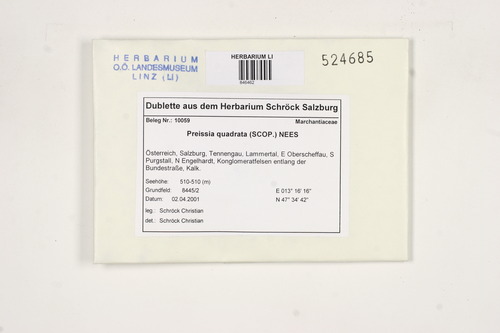 HERBARIUM
O.Ö. LANDESMUSEUM
LINZ (LI)
HERBARIUM LI
524685
Dublette aus dem Herbarium Schröck Salzburg
Beleg Nr.: 10059 Marchantiaceae
Preissia quadrata (SCOP.) NEES
Österreich, Salzburg, Tennengau, Lammertal, E Oberscheffau, S
Purgstall, N Engelhardt, Konglomeratfelsen entlang der
Bundestraße, Kalk.
Seehöhe: 510-510 (m)
Grundfeld: 8445/2 E 013° 16' 16"
Datum: 02.04.2001 N 47° 34' 42"
leg.: Schröck Christian
det.: Schröck Christian